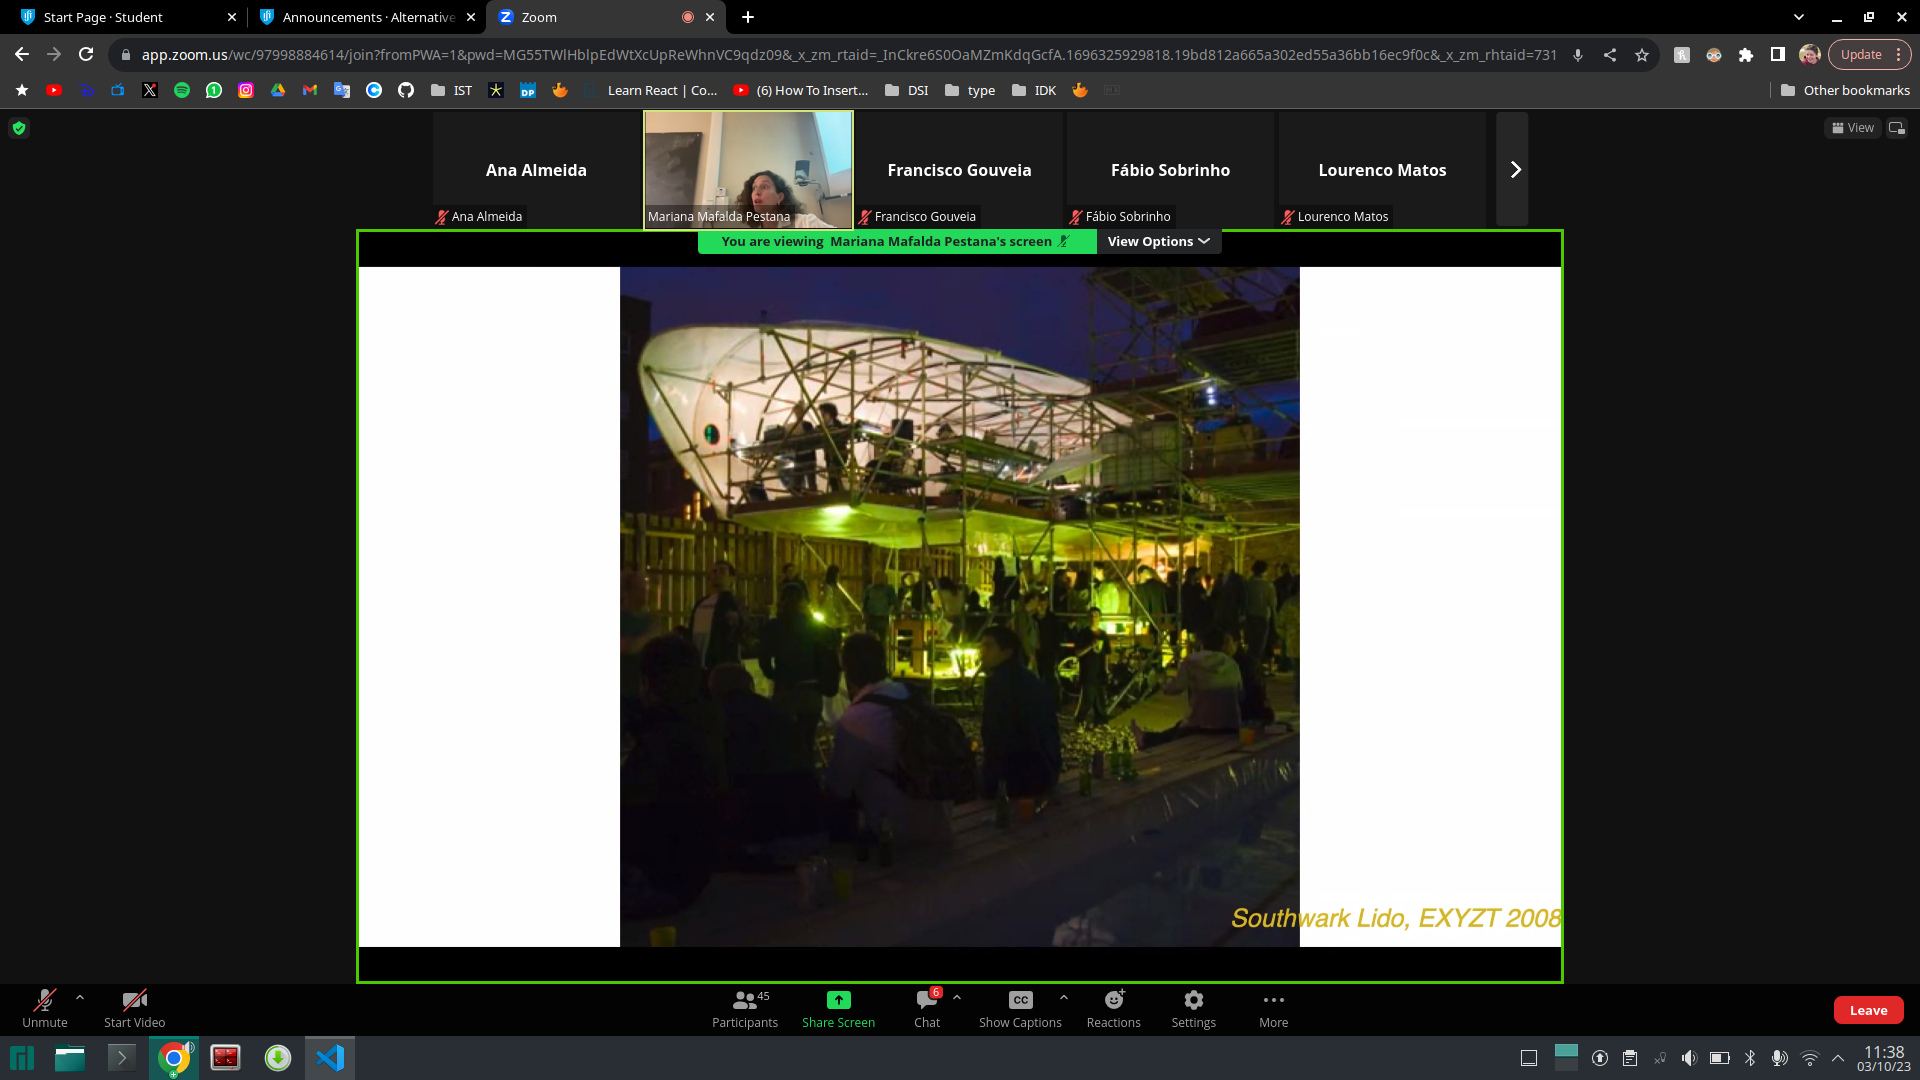 Start Page · Student
Announcements · Alternative
Zoom
app.zoom.us/wc/97998884614/join?fromPWA=1&pwd=MG55TWlHblpEdWtXcUpReWhnVC9qdz09&_x_zm_rtaid=_InCkre6S0OaMZmKdqGcfA.1696325929818.19bd812a665a302ed55a36bb16ec9f0c&_x_zm_rhtaid=731
Update
IST
DP
Learn React | Co...
(6) How To Insert...
DSI
type
IDK
Other bookmarks
View
Ana Almeida
Francisco Gouveia
Fábio Sobrinho
Lourenco Matos
Ana Almeida
Mariana Mafalda Pestana
Francisco Gouveia
Fábio Sobrinho
Lourenco Matos
You are viewing Mariana Mafalda Pestana's screen
View Options
Southwark Lido, EXYZT 2008
Unmute
Start Video
Participants
45
Share Screen
Chat
6
CC
Show Captions
Reactions
Settings
More
Leave
11:38
03/10/23